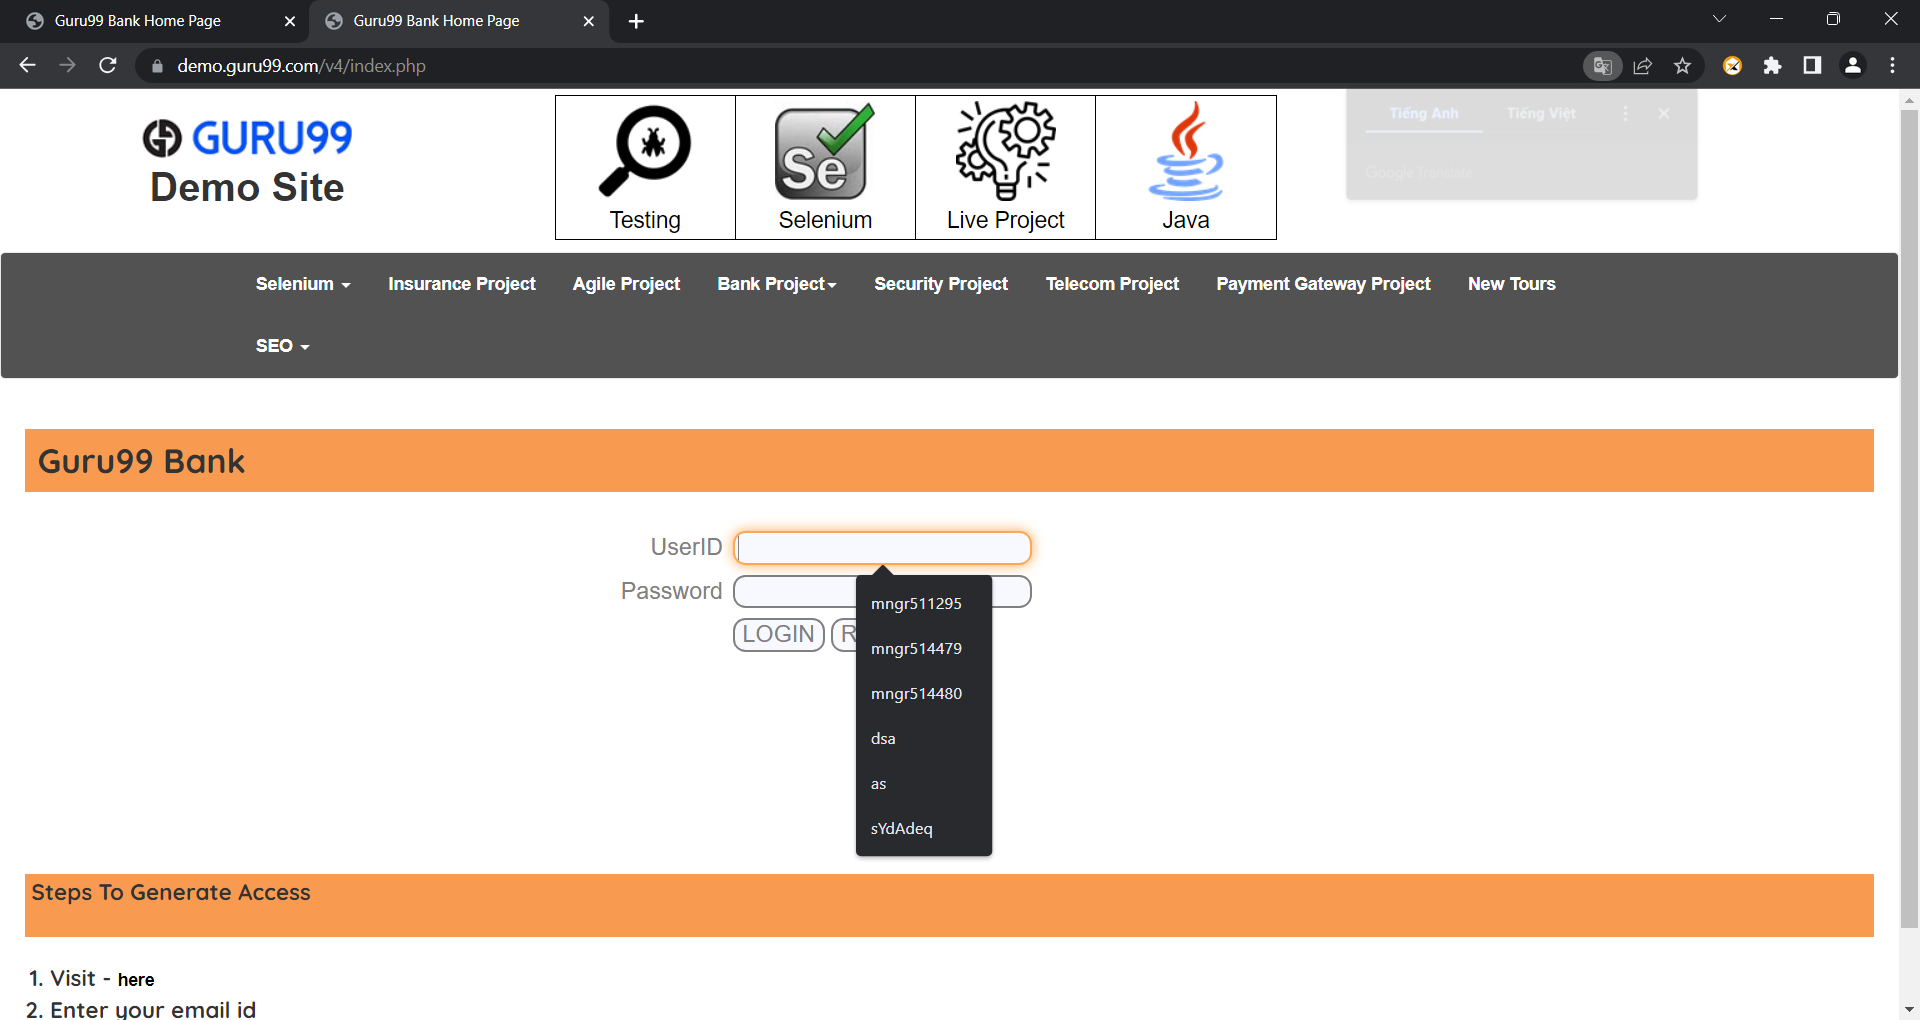 Guru99 Bank Home Page
Guru99 Bank Home Page
demo.guru99.com/v4/index.php
GURU99
Demo Site
Se
Testing
Selenium
Live Project
Java
Tiếng Anh
Tiếng Việt
Google Translate
Selenium
Insurance Project
Agile Project
Bank Project
Security Project
Telecom Project
Payment Gateway Project
New Tours
SEO
Guru99 Bank
UserID
Password
LOGIN
R
mngr511295
mngr514479
mngr514480
dsa
as
sYdAdeq
Steps To Generate Access
1. Visit - here
2. Enter your email id